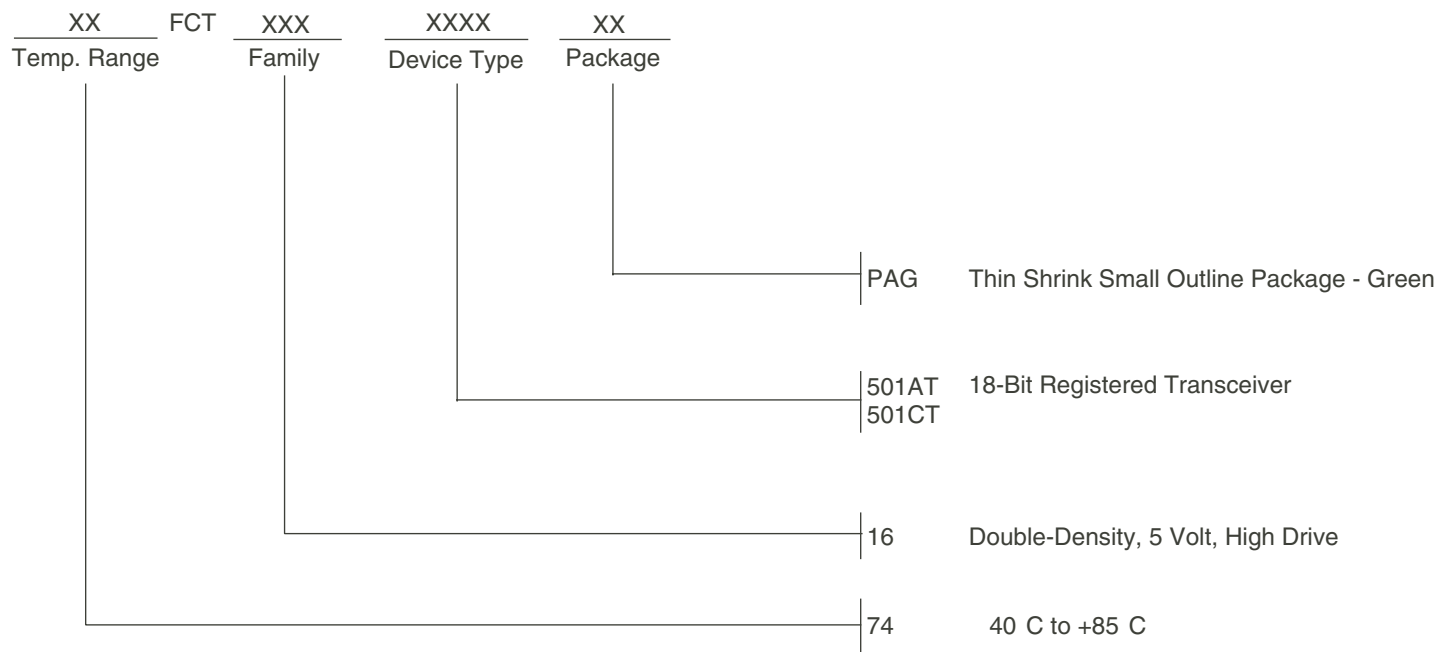 XX FCT XXX XXXX XX
Temp. Range Family Device Type Package
PAG Thin Shrink Small Outline Package - Green
501AT 18-Bit Registered Transceiver
501CT
16 Double-Density, 5 Volt, High Drive
74 40 C to +85 C